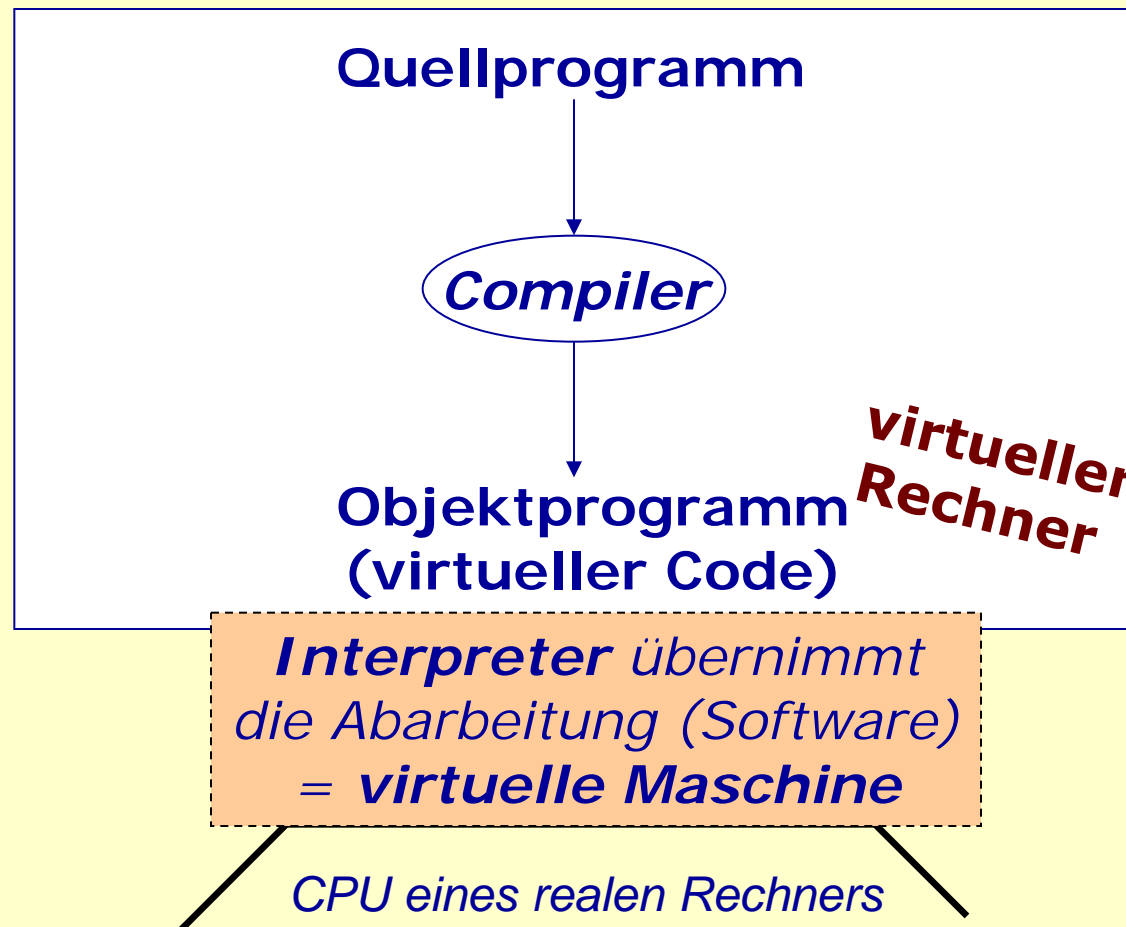 Quellprogramm
Compiler
virtueller
Rechner
Objektprogramm
(virtueller Code)
Interpreter übernimmt
die Abarbeitung (Software)
= virtuelle Maschine
CPU eines realen Rechners